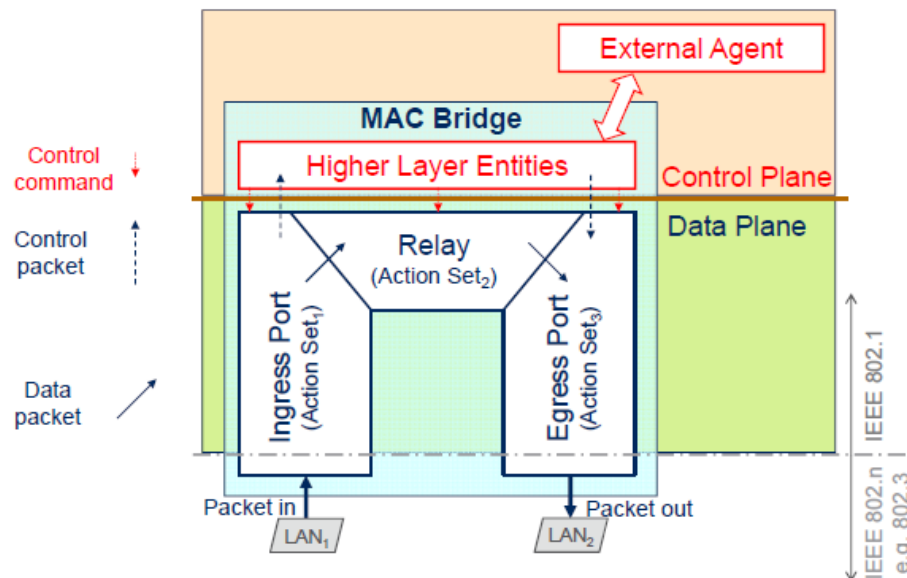 External Agent
MAC Bridge
Higher Layer Entities
Control
command
Control Plane
Data Plane
Control
packet
Relay
(Action Set2)
Ingress Port
(Action Set1)
Egress Port
(Action Set3)
Data
packet
IEEE 802.1
IEEE 802.n
e.g. 802.3
Packet in
Packet out
LAN1
LAN2